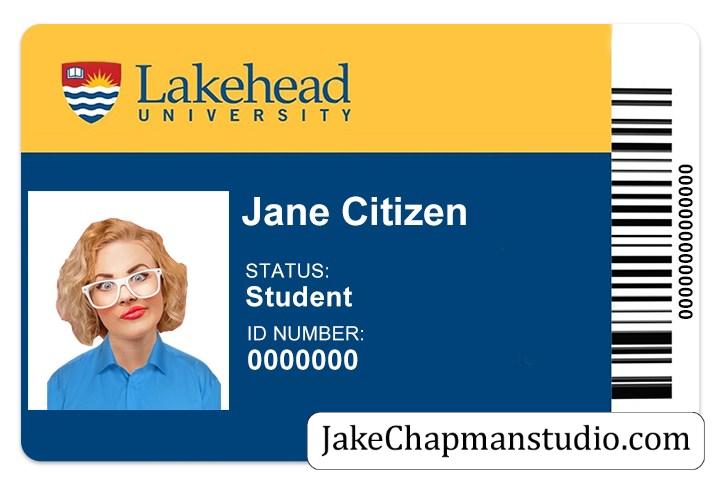 Lakehead
UNIVERSITY
Jane Citizen
STATUS:
Student
ID NUMBER:
0000000
00000000000000
JakeChapmanstudio.com